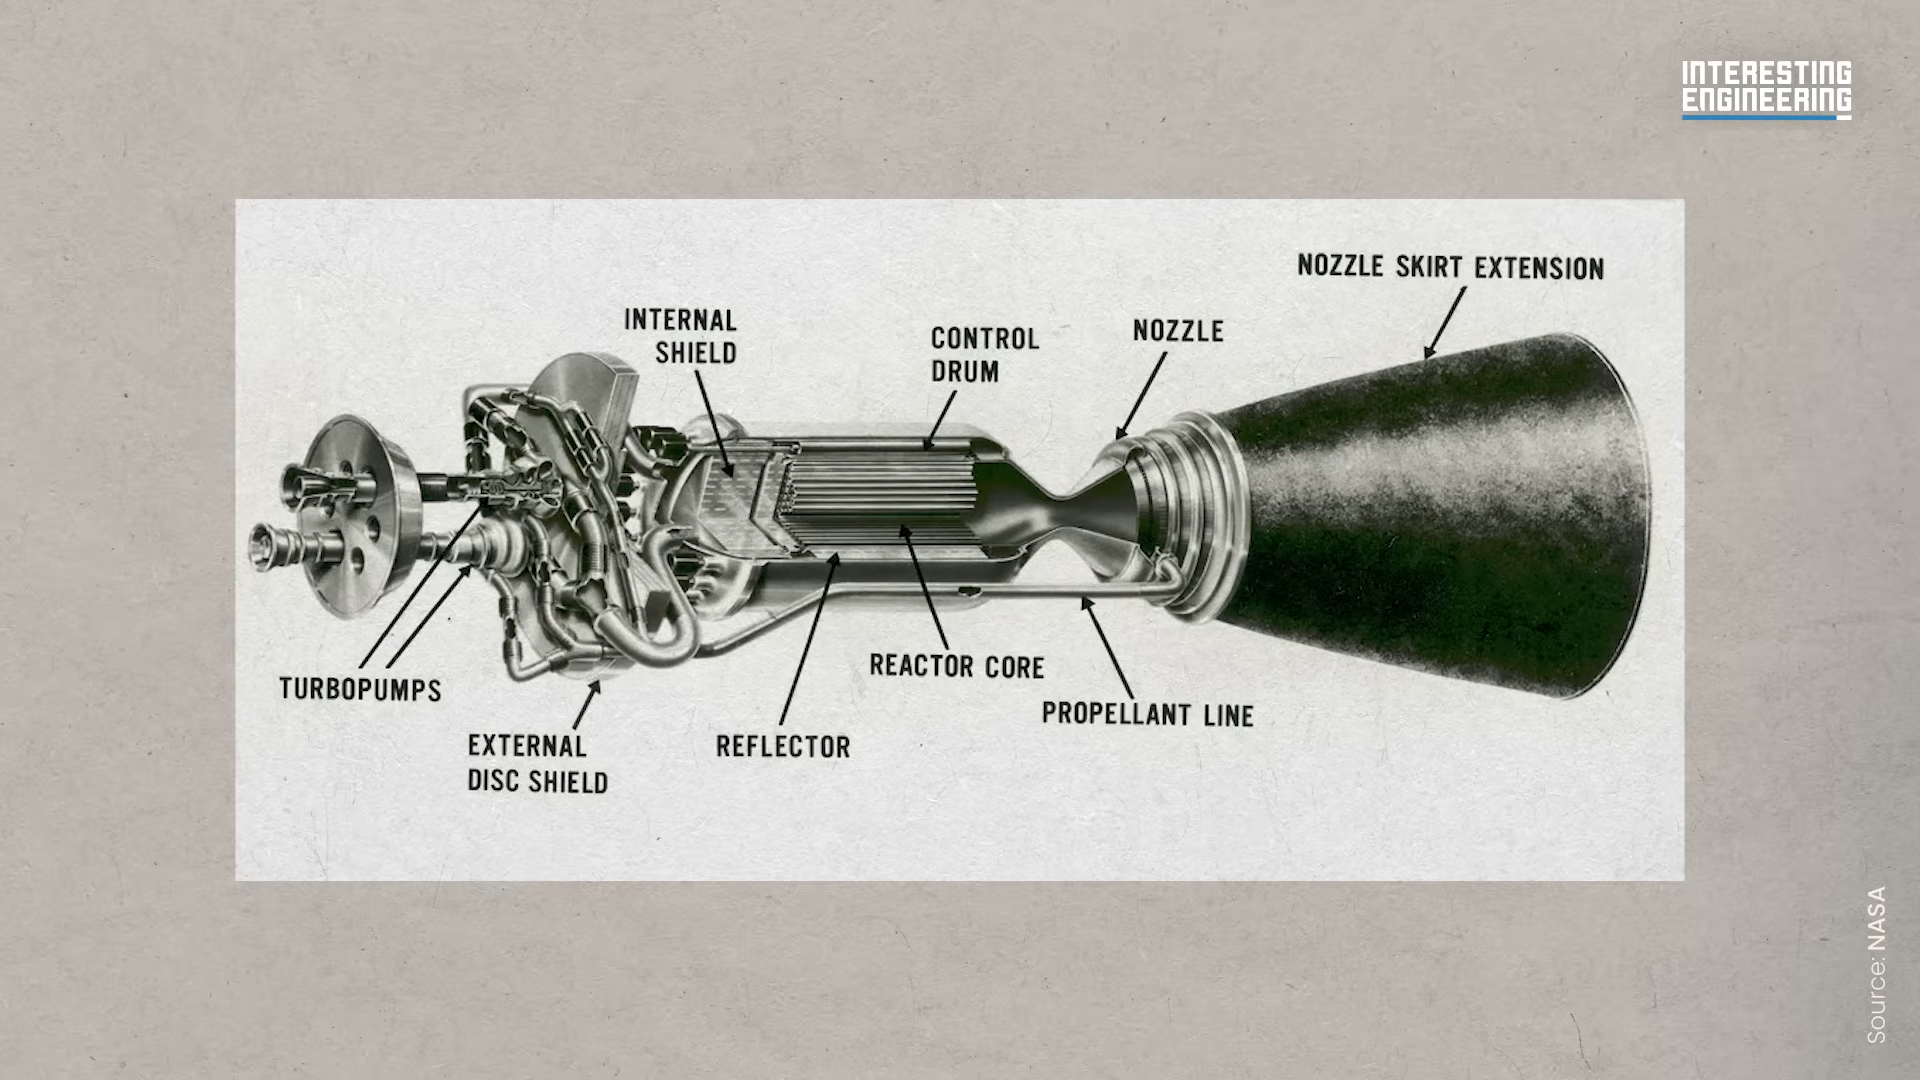 INTERESTING
ENGINEERING
NOZZLE SKIRT EXTENSION
INTERNAL
SHIELD
CONTROL
DRUM
NOZZLE
TURBOPUMPS
EXTERNAL
DISC SHIELD
REFLECTOR
REACTOR CORE
PROPELLANT LINE
Source: NASA